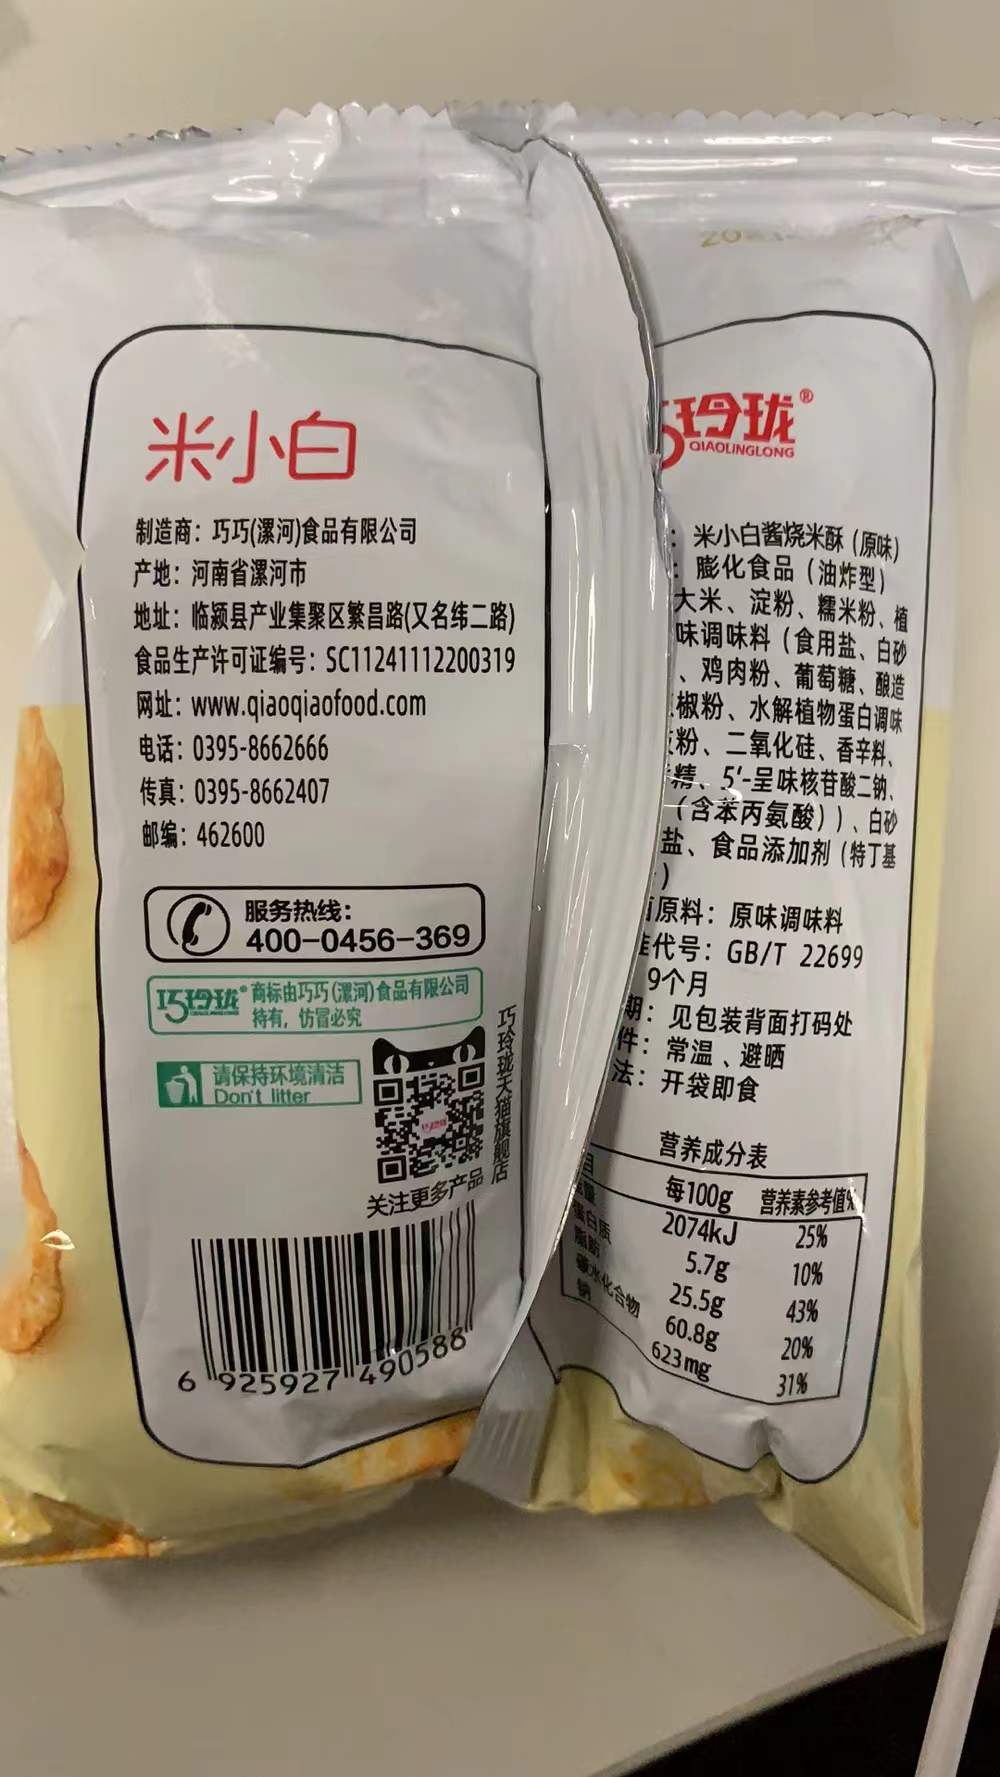 米小白
制造商：巧巧(漯河)食品有限公司
产地：河南省漯河市
地址：临颍县产业集聚区繁昌路(又名纬二路)
食品生产许可证编号：SC11241112200319
网址：www.qiaoqiaofood.com
电话：0395-8662666
传真：0395-8662407
邮编：462600
服务热线：
400-0456-369
巧玲珑® 商标由巧巧(漯河)食品有限公司
持有，仿冒必究
请保持环境清洁
Don't litter
巧玲珑天猫旗舰店
关注更多产品
6 925927 490588
玲珑®
QIAOLINGLONG
：米小白酱烧米酥（原味）
：膨化食品（油炸型）
大米、淀粉、糯米粉、植
味调味料（食用盐、白砂
、鸡肉粉、葡萄糖、酿造
椒粉、水解植物蛋白调味
粉、二氧化硅、香辛料、
精、5'-呈味核苷酸二钠、
（含苯丙氨酸））、白砂
盐、食品添加剂（特丁基
）
原料：原味调味料
代号：GB/T 22699
9个月
期：见包装背面打码处
件：常温、避晒
法：开袋即食
营养成分表
目 每100g 营养素参考值%
量 2074kJ 25%
蛋白质 5.7g 10%
脂肪 25.5g 43%
碳水化合物 60.8g 20%
钠 623mg 31%